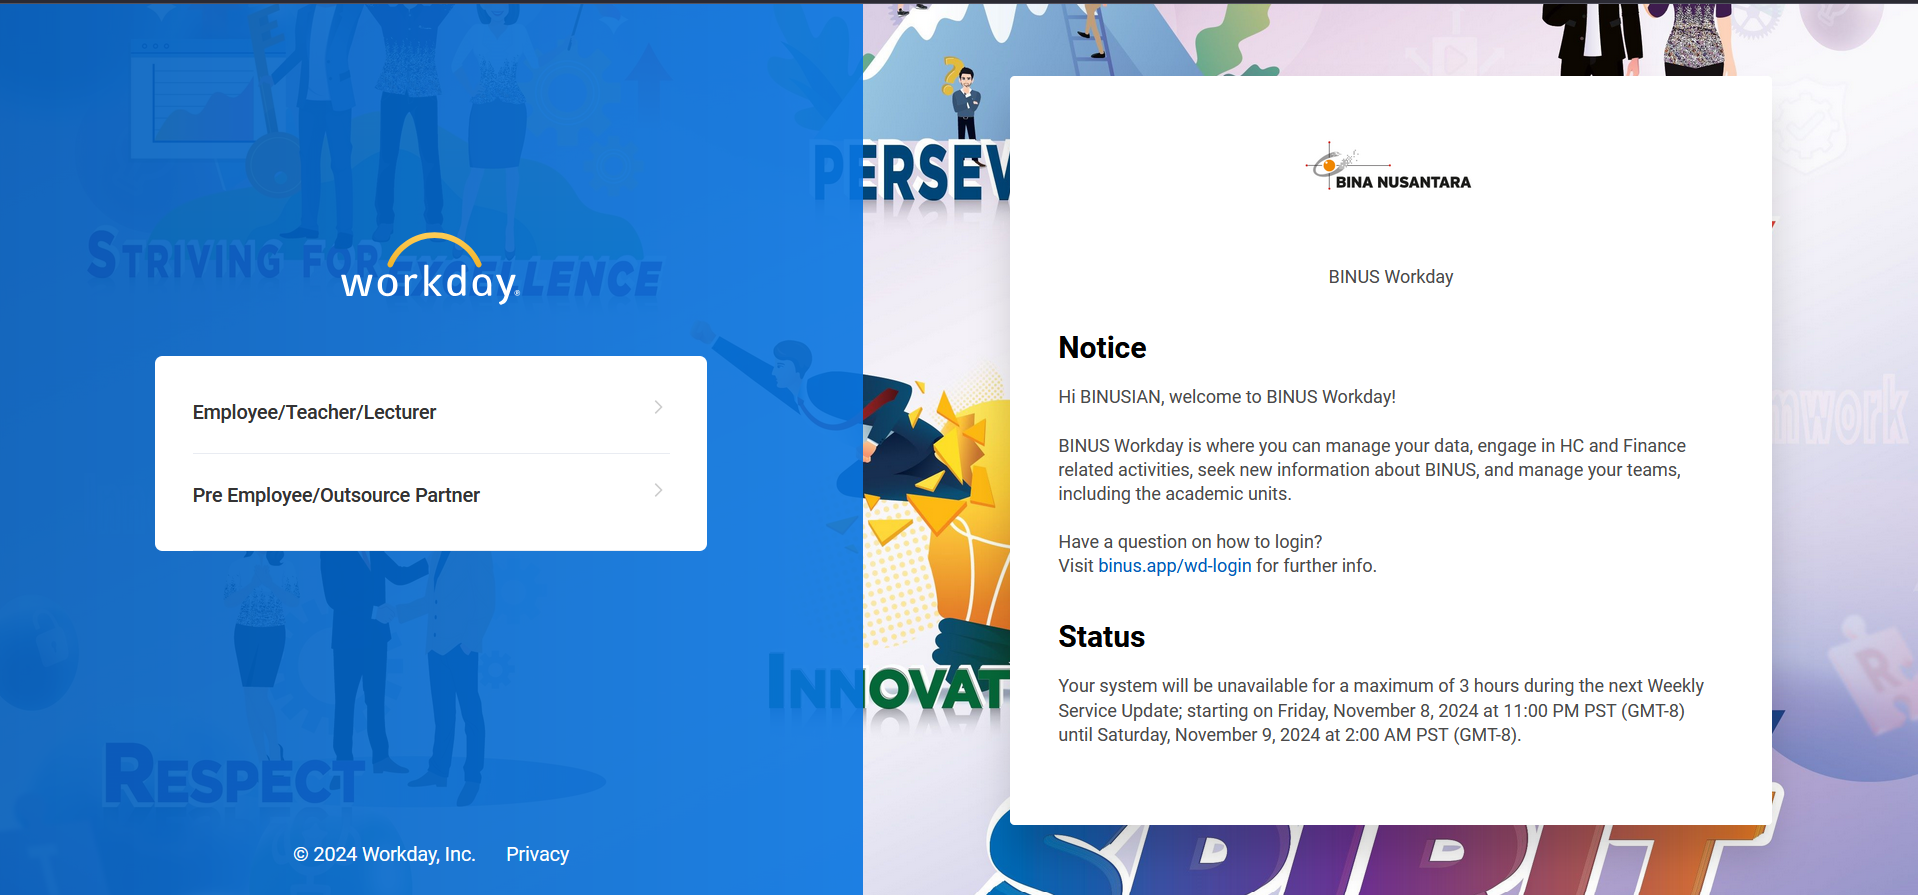 STRIVING FOR EXCELLENCE
workday
Employee/Teacher/Lecturer
Pre Employee/Outsource Partner
RESPECT
© 2024 Workday, Inc. Privacy
PERSEV
INNOVAT
BINA NUSANTARA
BINUS Workday
Notice
Hi BINUSIAN, welcome to BINUS Workday!
BINUS Workday is where you can manage your data, engage in HC and Finance
related activities, seek new information about BINUS, and manage your teams,
including the academic units.
Have a question on how to login?
Visit binus.app/wd-login for further info.
Status
Your system will be unavailable for a maximum of 3 hours during the next Weekly
Service Update; starting on Friday, November 8, 2024 at 11:00 PM PST (GMT-8)
until Saturday, November 9, 2024 at 2:00 AM PST (GMT-8).
mwork
R
SPIRIT